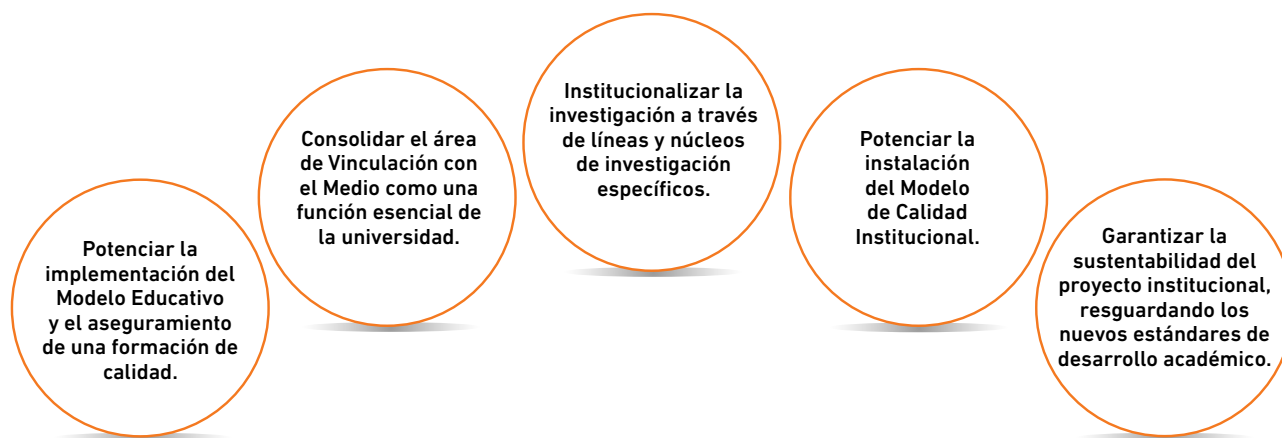 Potenciar la
implementación del
Modelo Educativo
y el aseguramiento
de una formación de
calidad.
Consolidar el área
de Vinculación con
el Medio como una
función esencial de
la universidad.
Institucionalizar la
investigación a través
de líneas y núcleos
de investigación
específicos.
Potenciar la
instalación
del Modelo
de Calidad
Institucional.
Garantizar la
sustentabilidad del
proyecto institucional,
resguardando los
nuevos estándares de
desarrollo académico.